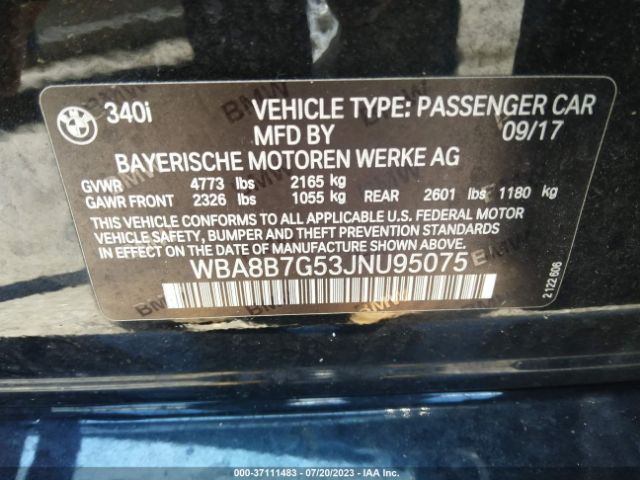 340i VEHICLE TYPE: PASSENGER CAR
MFD BY 09/17
BAYERISCHE MOTOREN WERKE AG
GVWR 4773 lbs 2165 kg
GAWR FRONT 2326 lbs 1055 kg REAR 2601 lbs 1180 kg
THIS VEHICLE CONFORMS TO ALL APPLICABLE U.S. FEDERAL MOTOR
VEHICLE SAFETY, BUMPER AND THEFT PREVENTION STANDARDS
IN EFFECT ON THE DATE OF MANUFACTURE SHOWN ABOVE.
WBA8B7G53JNU95075
2 122 606
000-37111483 - 07/20/2023 - IAA Inc.